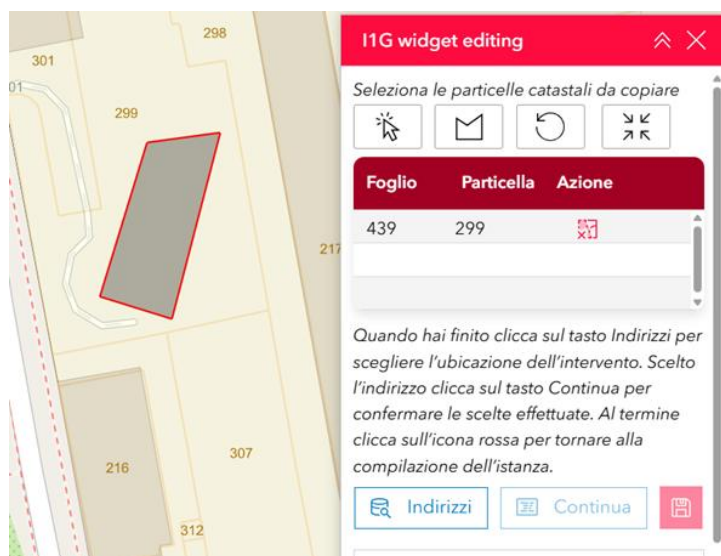 298
301
01
299
217
216
307
312
I1G widget editing
Seleziona le particelle catastali da copiare
Foglio Particella Azione
439 299
Quando hai finito clicca sul tasto Indirizzi per
scegliere l'ubicazione dell'intervento. Scelto
l'indirizzo clicca sul tasto Continua per
confermare le scelte effettuate. Al termine
clicca sull'icona rossa per tornare alla
compilazione dell'istanza.
Indirizzi Continua